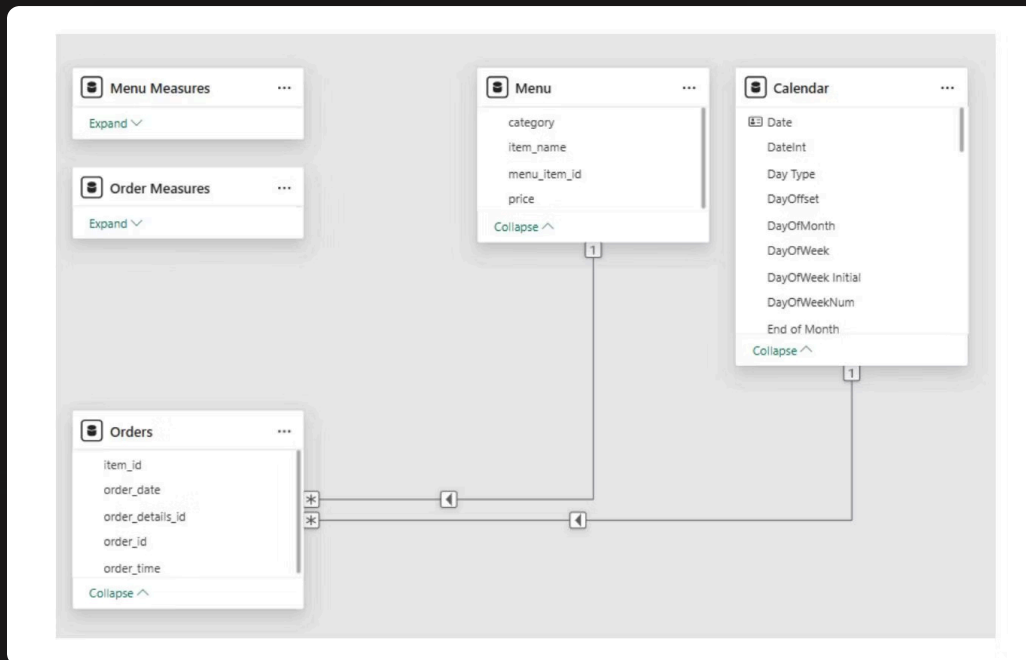 Menu Measures
Expand
Order Measures
Expand
Menu
category
item_name
menu_item_id
price
Collapse
1
Calendar
Date
DateInt
Day Type
DayOffset
DayOfMonth
DayOfWeek
DayOfWeek Initial
DayOfWeekNum
End of Month
Collapse
1
Orders
item_id
order_date
order_details_id
order_id
order_time
Collapse
*
*